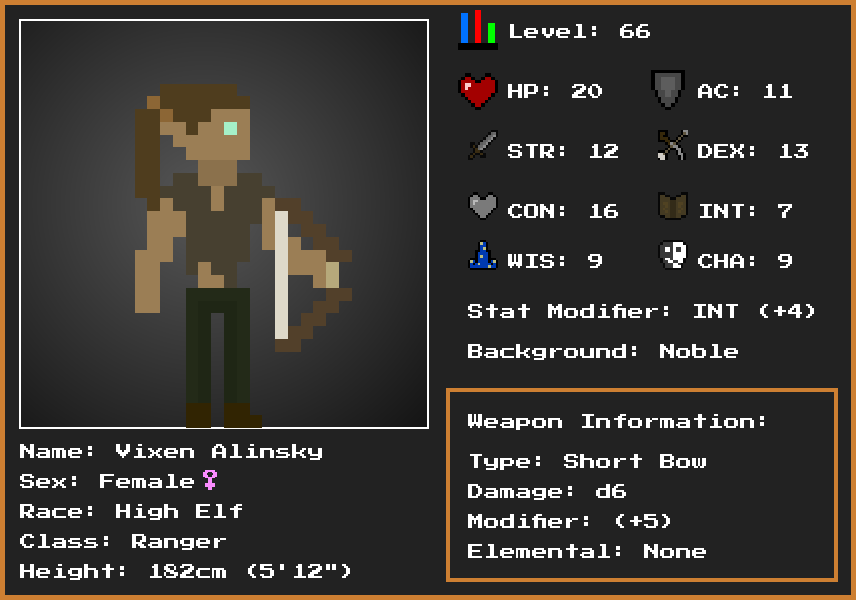 Level: 66
HP: 20 AC: 11
STR: 12 DEX: 13
CON: 16 INT: 7
WIS: 9 CHA: 9
Stat Modifier: INT (+4)
Background: Noble
Weapon Information:
Type: Short Bow
Damage: d6
Modifier: (+5)
Elemental: None
Name: Vixen Alinsky
Sex: Female♀
Race: High Elf
Class: Ranger
Height: 182cm (5'12")